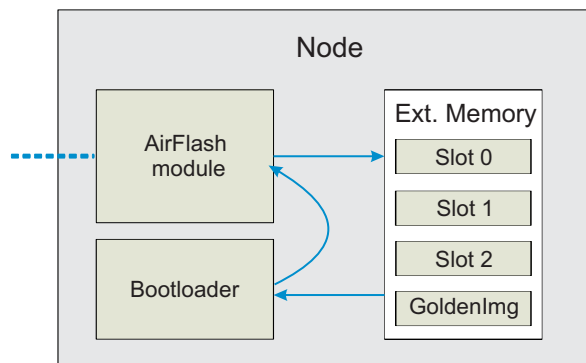 Node
AirFlash
module
Bootloader
Ext. Memory
Slot 0
Slot 1
Slot 2
GoldenImg